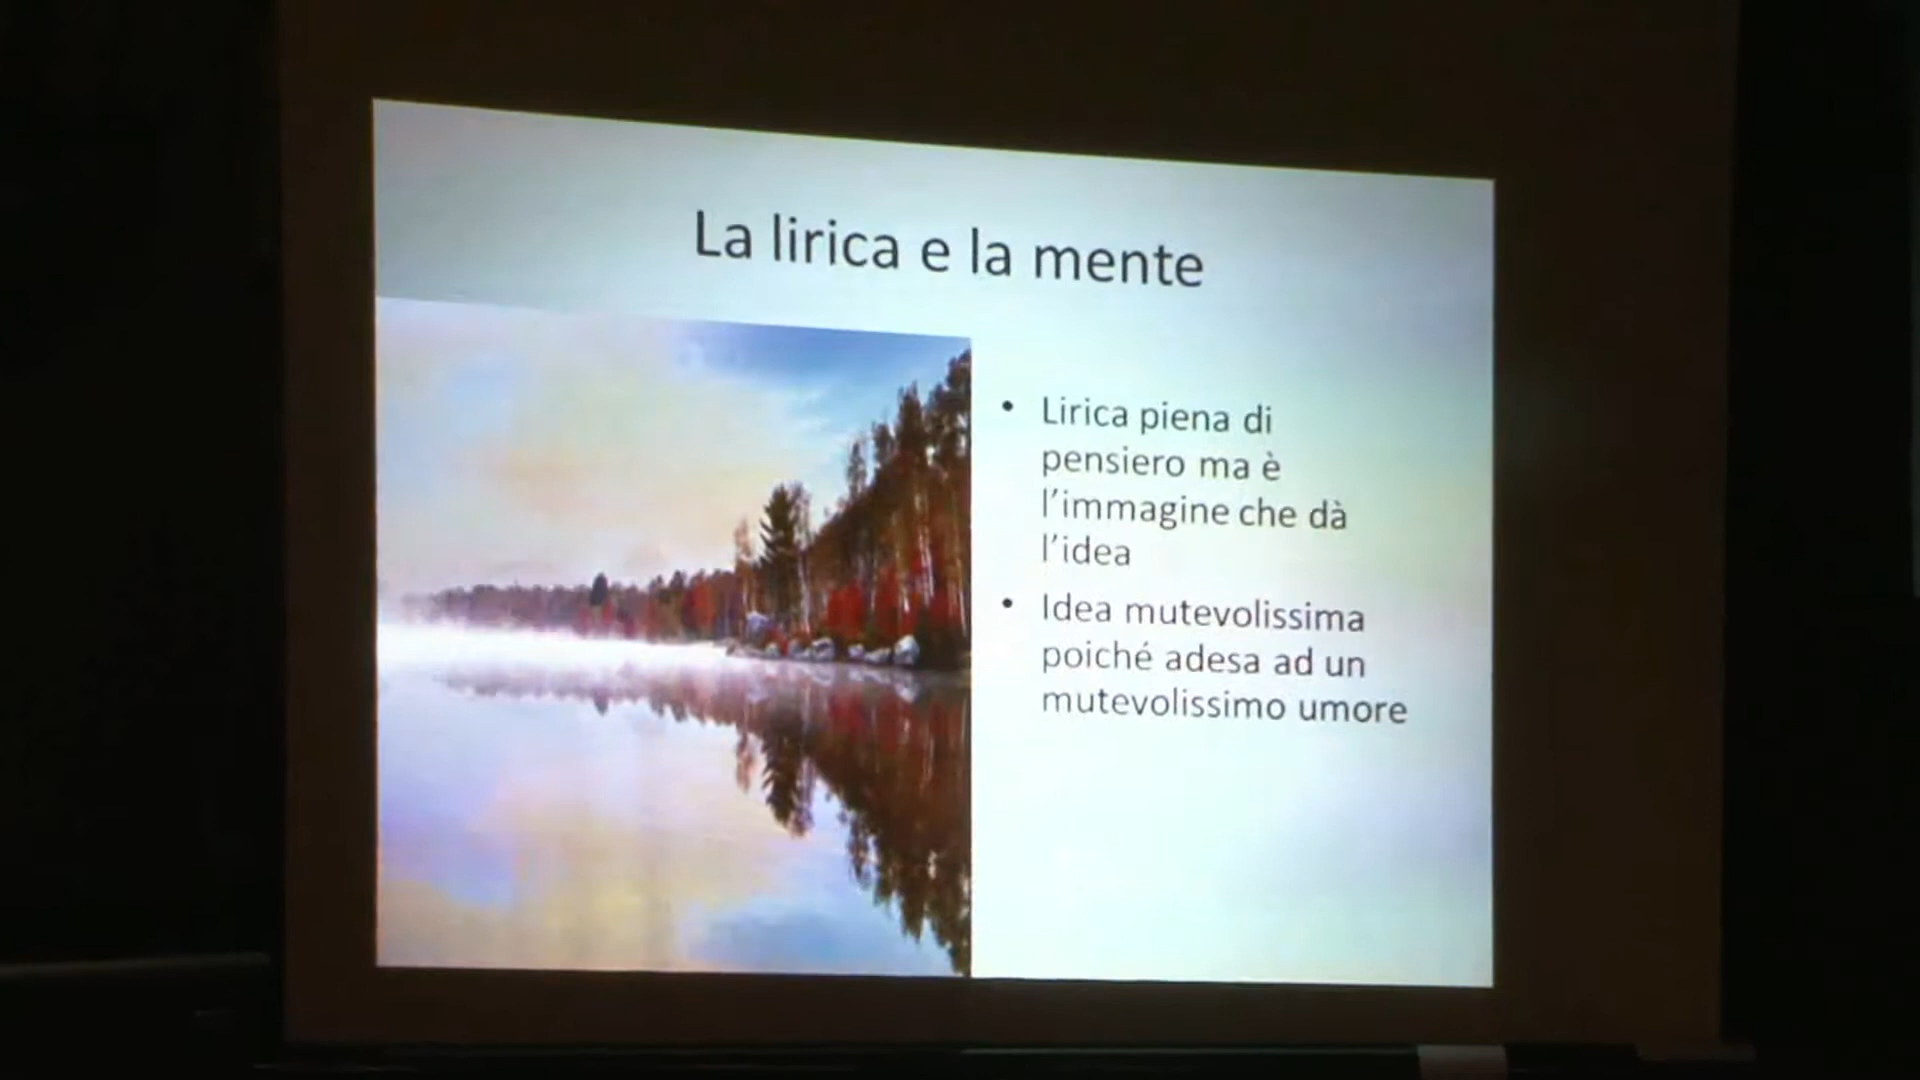 La lirica e la mente
• Lirica piena di
pensiero ma è
l'immagine che dà
l'idea
• Idea mutevolissima
poiché adesa ad un
mutevolissimo umore